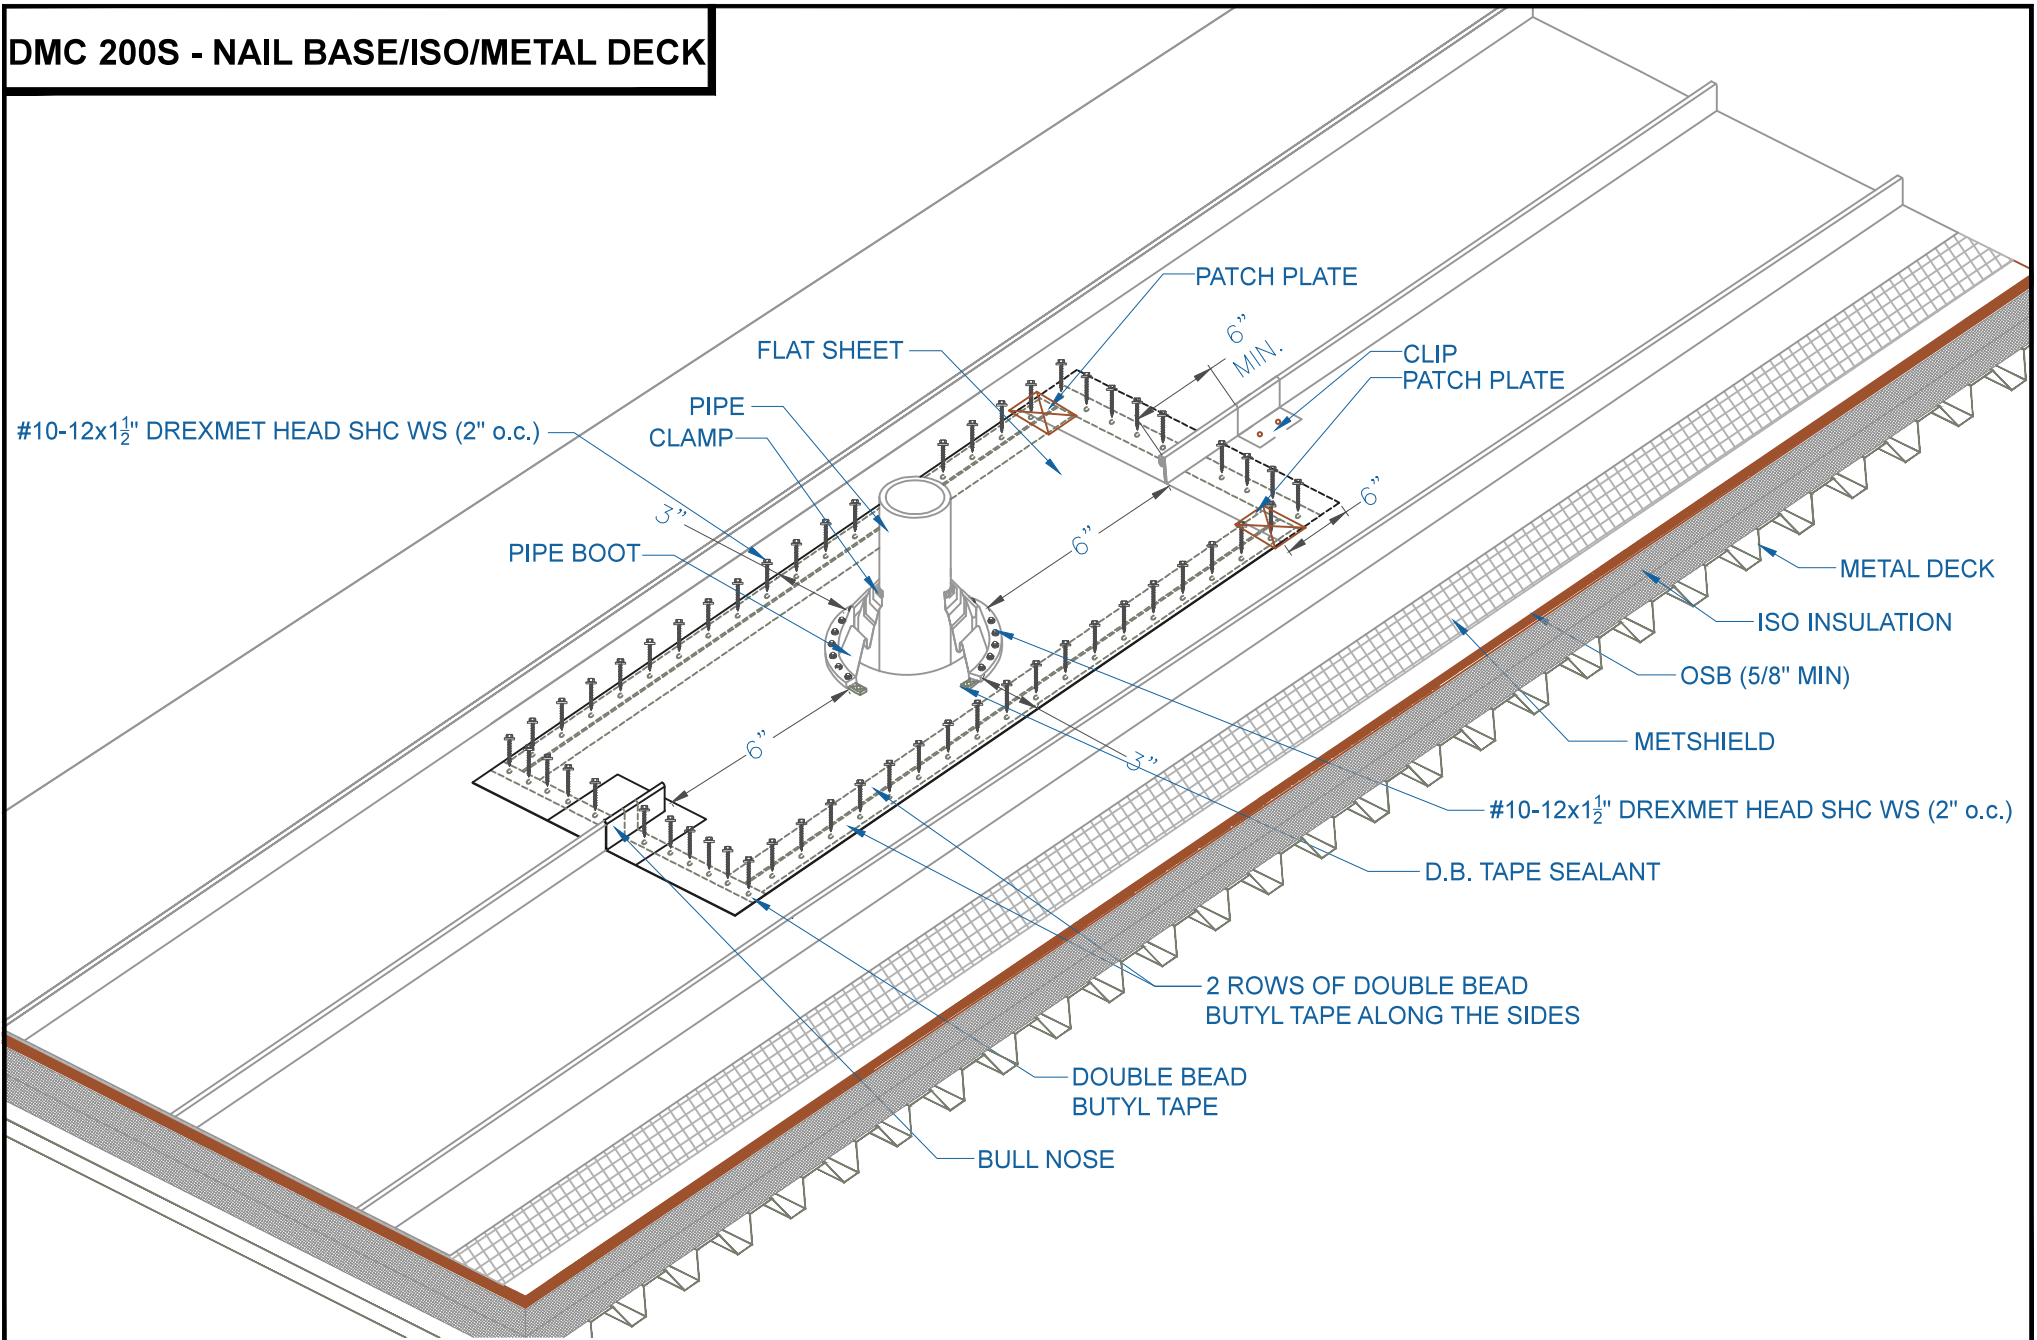 DMC 200S - NAIL BASE/ISO/METAL DECK
PATCH PLATE
6"
MIN.
FLAT SHEET
CLIP
PATCH PLATE
PIPE
CLAMP
#10-12x1½" DREXMET HEAD SHC WS (2" o.c.)
6"
3"
6"
PIPE BOOT
METAL DECK
ISO INSULATION
OSB (5/8" MIN)
METSHIELD
6"
3"
#10-12x1½" DREXMET HEAD SHC WS (2" o.c.)
D.B. TAPE SEALANT
2 ROWS OF DOUBLE BEAD
BUTYL TAPE ALONG THE SIDES
DOUBLE BEAD
BUTYL TAPE
BULL NOSE